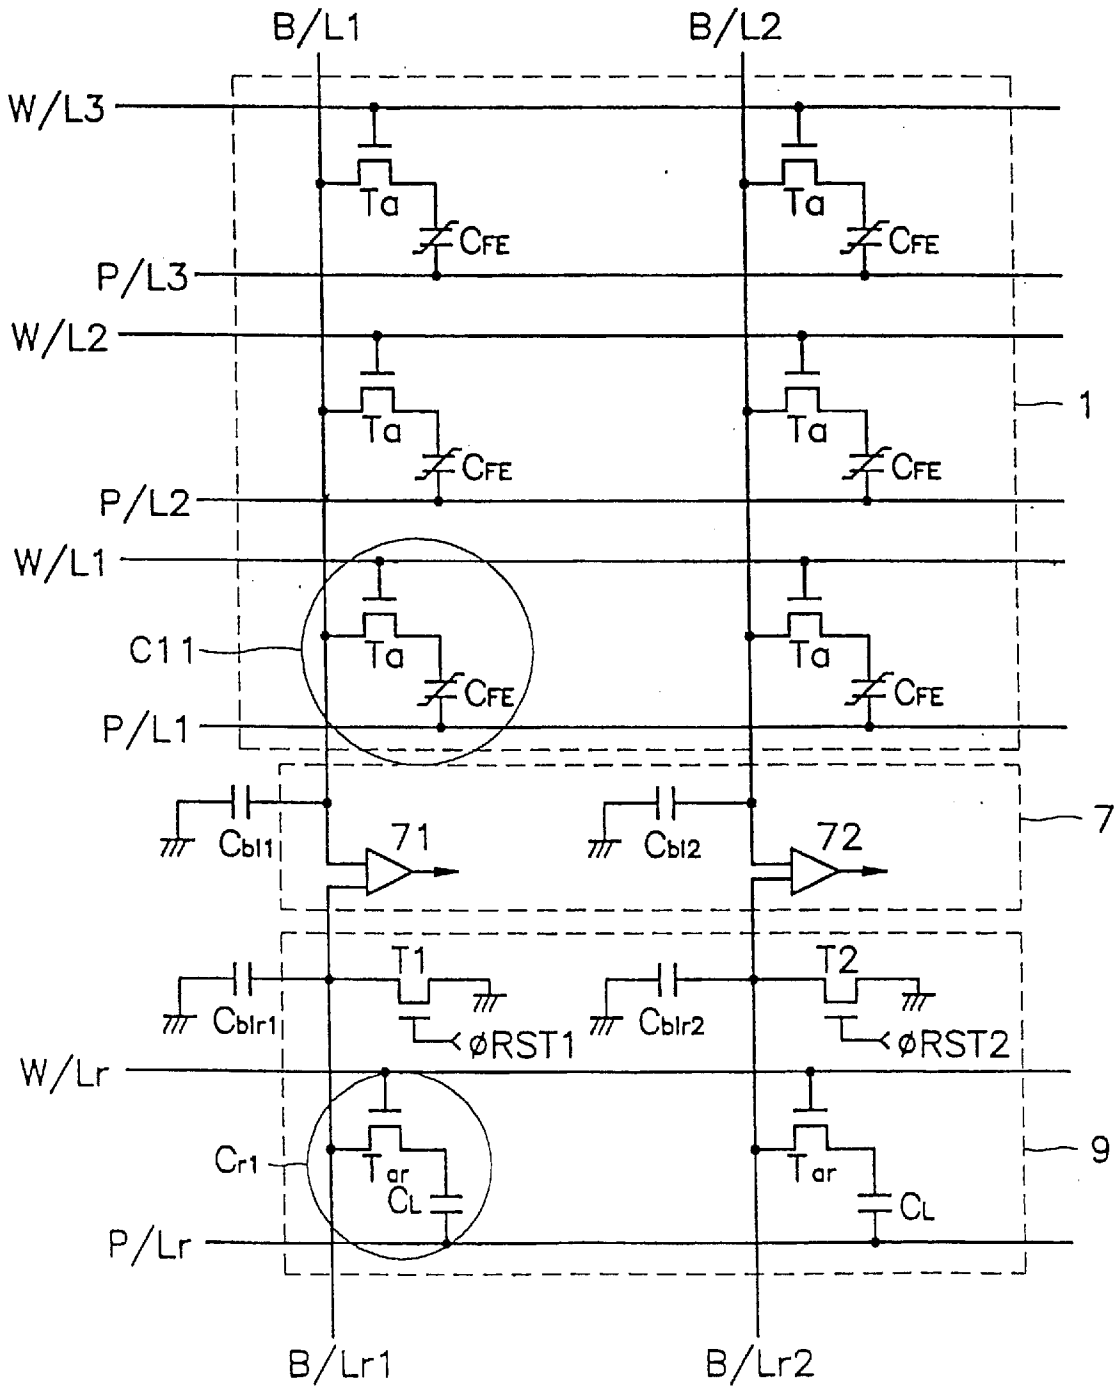 B/L1 B/L2
W/L3
Ta Ta
CFE CFE
P/L3
W/L2
1
Ta Ta
CFE CFE
P/L2
W/L1
C11 Ta Ta
CFE CFE
P/L1
Cbl1 71 Cbl2 72 7
T1 T2
Cblr1 Cblr2
øRST1 øRST2
W/Lr
Cr1 Tar Tar 9
CL CL
P/Lr
B/Lr1 B/Lr2